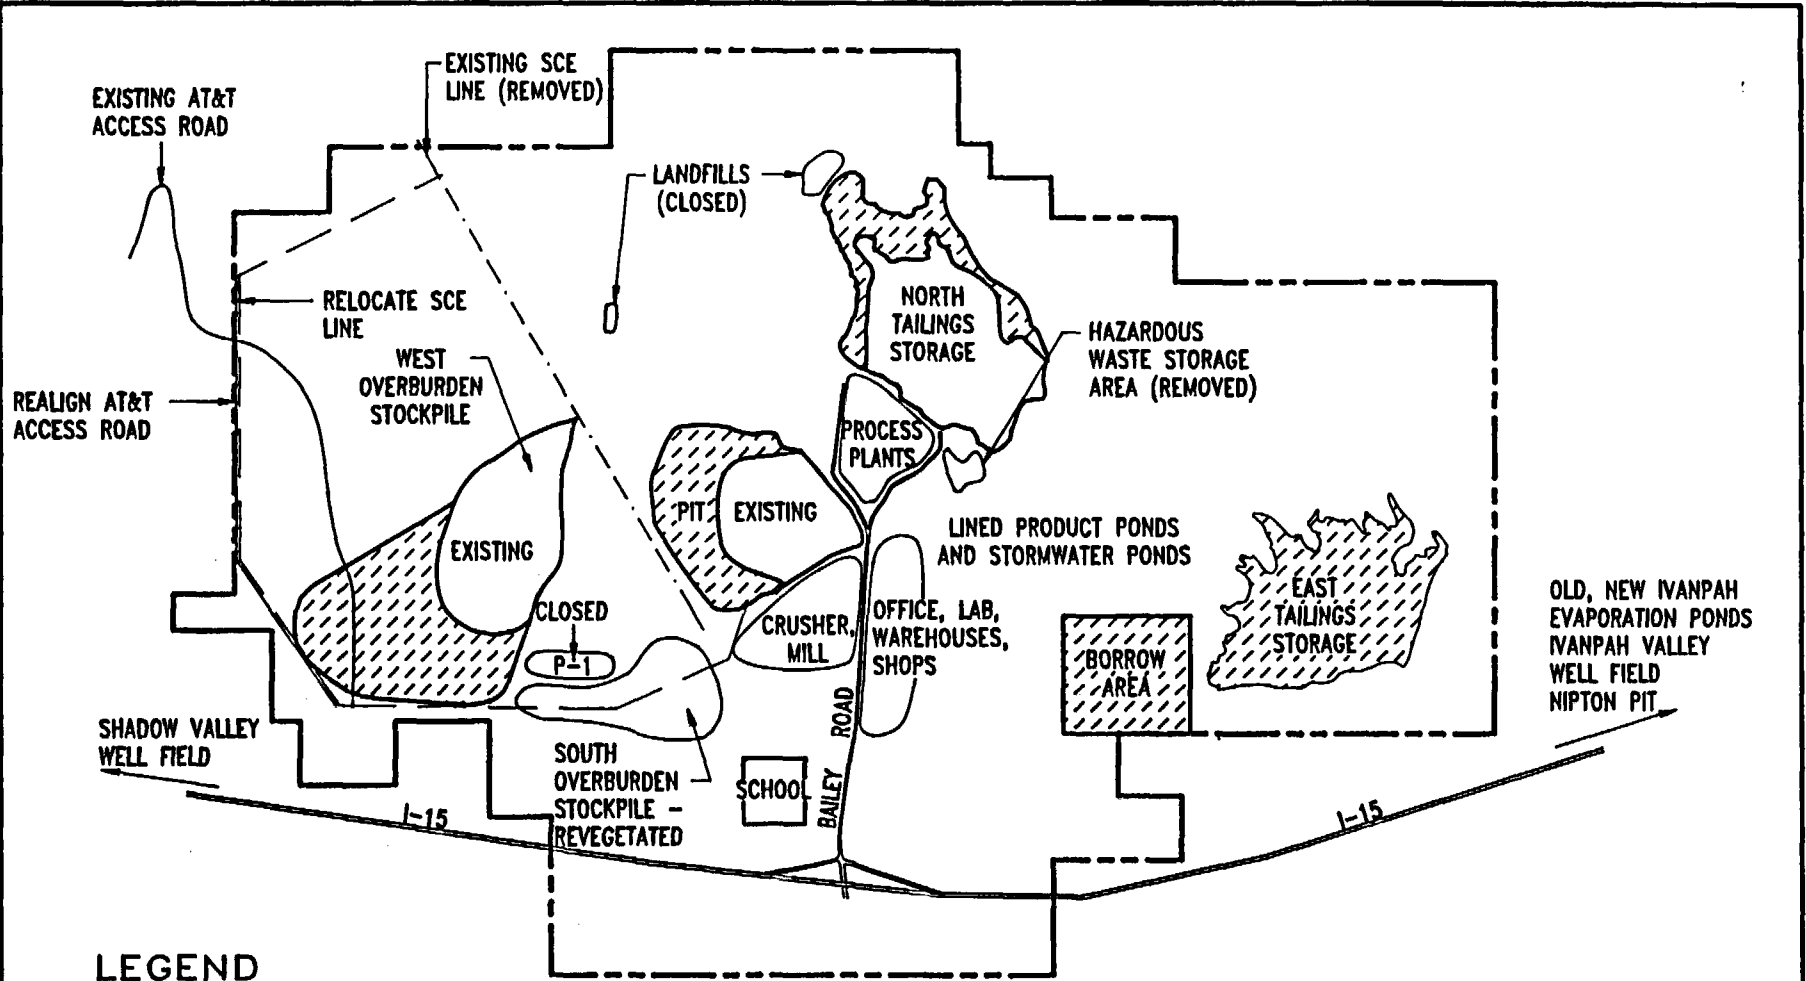 EXISTING SCE
LINE (REMOVED)
EXISTING AT&T
ACCESS ROAD
LANDFILLS
(CLOSED)
RELOCATE SCE
LINE
NORTH
TAILINGS
STORAGE
HAZARDOUS
WASTE STORAGE
AREA (REMOVED)
WEST
OVERBURDEN
STOCKPILE
REALIGN AT&T
ACCESS ROAD
PROCESS
PLANTS
PIT
EXISTING
EXISTING
LINED PRODUCT PONDS
AND STORMWATER PONDS
EAST
TAILINGS
STORAGE
OLD, NEW IVANPAH
EVAPORATION PONDS
IVANPAH VALLEY
WELL FIELD
NIPTON PIT
CLOSED
P-1
CRUSHER,
MILL
OFFICE, LAB,
WAREHOUSES,
SHOPS
BORROW
AREA
SHADOW VALLEY
WELL FIELD
SOUTH
OVERBURDEN
STOCKPILE -
REVEGETATED
SCHOOL
BAILEY ROAD
I-15
I-15
LEGEND